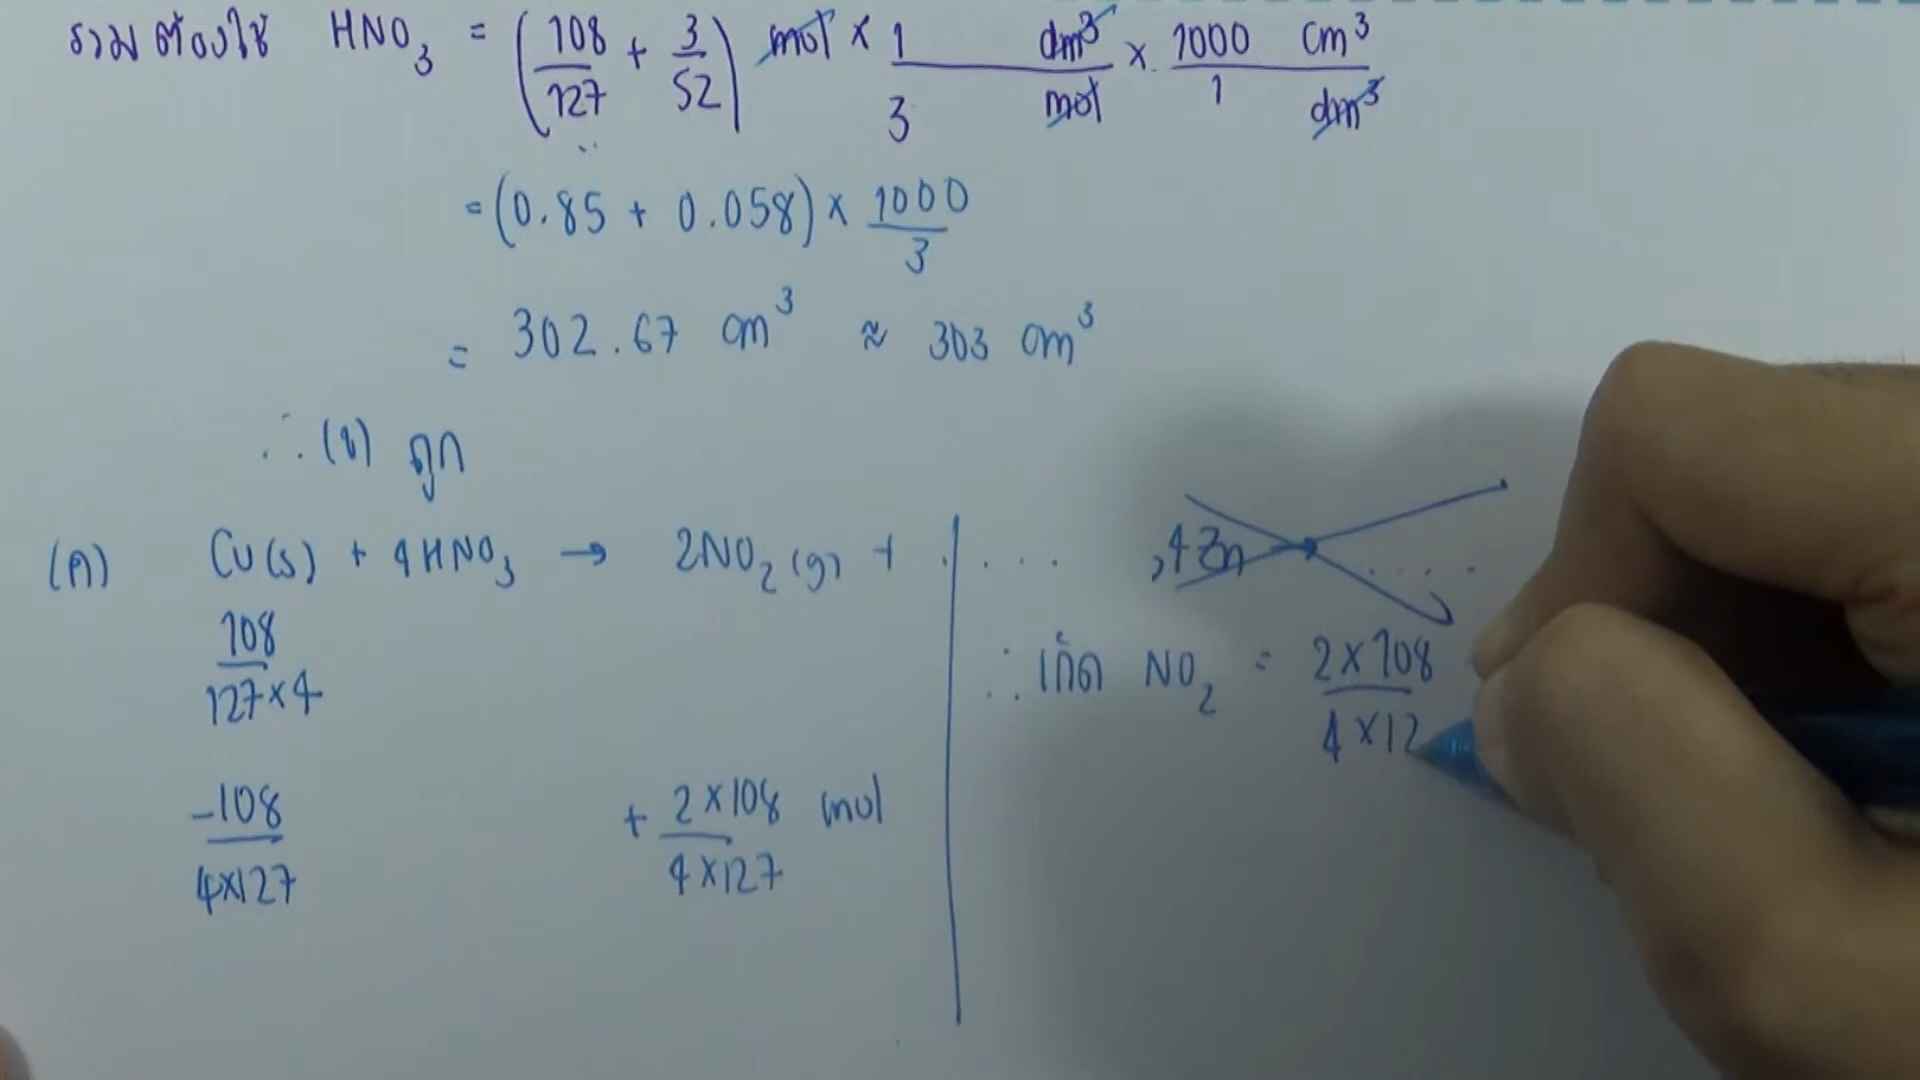 รวมต้องใช้ HNO₃ = (108/127 + 3/52) mol × 1 dm³/3 mol × 1000 cm³/1 dm³
= (0.85 + 0.058) × 1000/3
= 302.67 cm³ ≈ 303 cm³
∴ (ข) ถูก
(ค) Cu(s) + 4HNO₃ → 2NO₂(g) + . . . .
108/127×4
-108/4×127 + 2×108/4×127 mol
, 4Zn . . . .
∴ เกิด NO₂ = 2×108/4×12